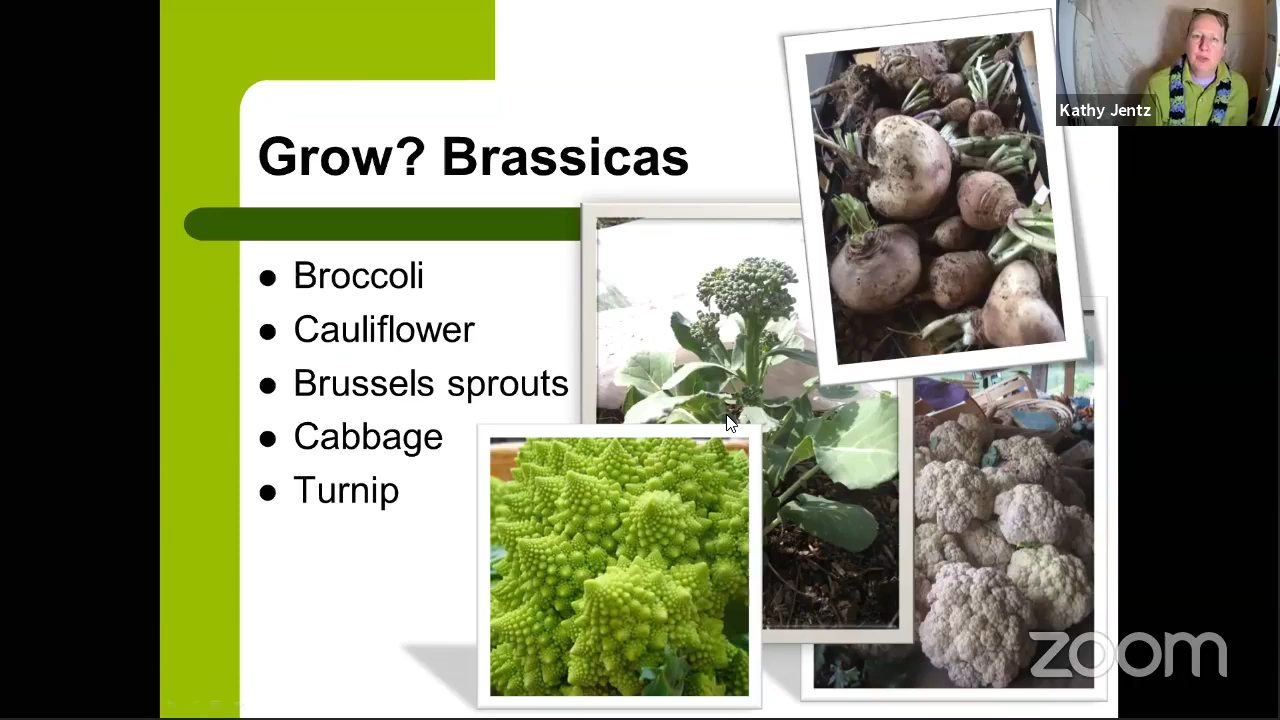 Grow? Brassicas
Broccoli
Cauliflower
Brussels sprouts
Cabbage
Turnip
Kathy Jentz
zoom